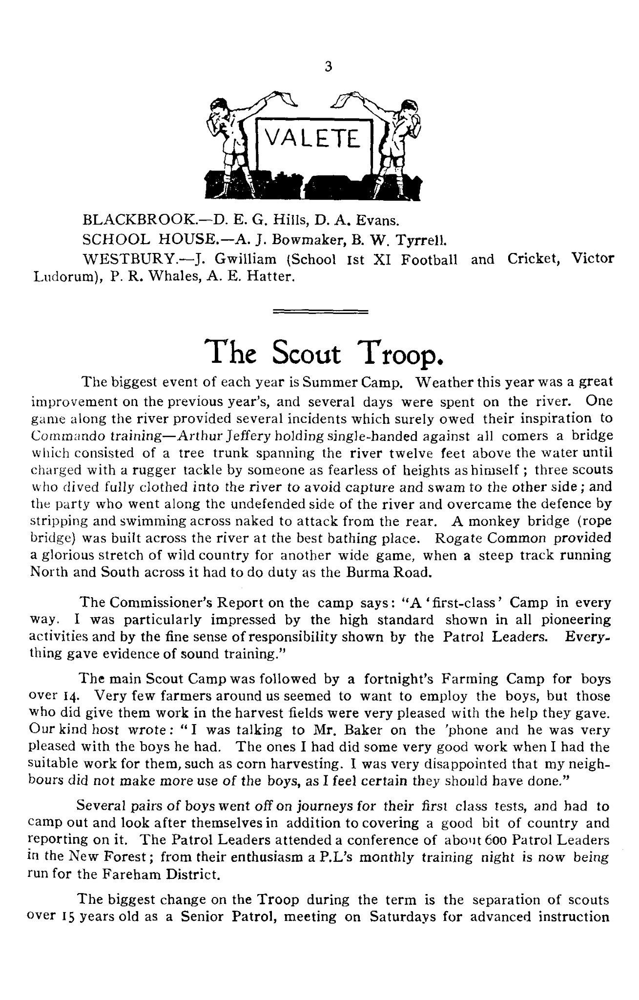 3
VALETE
BLACKBROOK.—D. E. G. Hills, D. A. Evans.
SCHOOL HOUSE.—A. J. Bowmaker, B. W. Tyrrell.
WESTBURY.—J. Gwilliam (School 1st XI Football and Cricket, Victor
Ludorum), P. R. Whales, A. E. Hatter.
The Scout Troop.
The biggest event of each year is Summer Camp. Weather this year was a great
improvement on the previous year's, and several days were spent on the river. One
game along the river provided several incidents which surely owed their inspiration to
Commando training—Arthur Jeffery holding single-handed against all comers a bridge
which consisted of a tree trunk spanning the river twelve feet above the water until
charged with a rugger tackle by someone as fearless of heights as himself ; three scouts
who dived fully clothed into the river to avoid capture and swam to the other side ; and
the party who went along the undefended side of the river and overcame the defence by
stripping and swimming across naked to attack from the rear. A monkey bridge (rope
bridge) was built across the river at the best bathing place. Rogate Common provided
a glorious stretch of wild country for another wide game, when a steep track running
North and South across it had to do duty as the Burma Road.
The Commissioner's Report on the camp says: "A 'first-class' Camp in every
way. I was particularly impressed by the high standard shown in all pioneering
activities and by the fine sense of responsibility shown by the Patrol Leaders. Every-
thing gave evidence of sound training."
The main Scout Camp was followed by a fortnight's Farming Camp for boys
over 14. Very few farmers around us seemed to want to employ the boys, but those
who did give them work in the harvest fields were very pleased with the help they gave.
Our kind host wrote : "I was talking to Mr. Baker on the 'phone and he was very
pleased with the boys he had. The ones I had did some very good work when I had the
suitable work for them, such as corn harvesting. I was very disappointed that my neigh-
bours did not make more use of the boys, as I feel certain they should have done."
Several pairs of boys went off on journeys for their first class tests, and had to
camp out and look after themselves in addition to covering a good bit of country and
reporting on it. The Patrol Leaders attended a conference of about 600 Patrol Leaders
in the New Forest ; from their enthusiasm a P.L's monthly training night is now being
run for the Fareham District.
The biggest change on the Troop during the term is the separation of scouts
over 15 years old as a Senior Patrol, meeting on Saturdays for advanced instruction